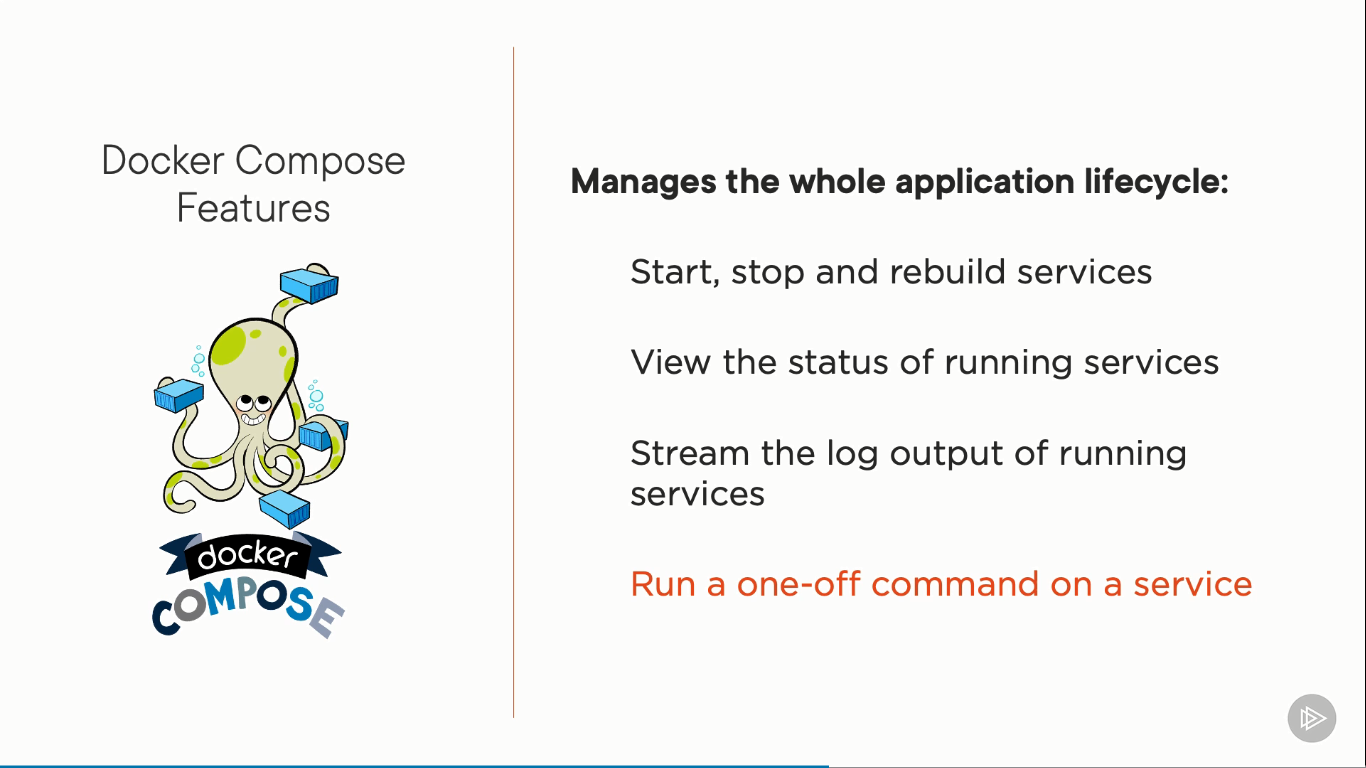 Docker Compose
Features
docker
COMPOSE
Manages the whole application lifecycle:
Start, stop and rebuild services
View the status of running services
Stream the log output of running
services
Run a one-off command on a service